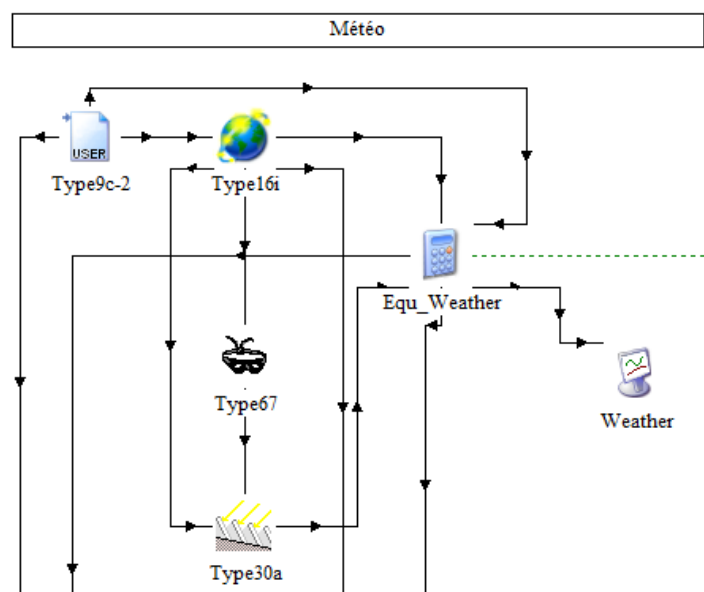 Météo
USER
Type9c-2
Type16i
Equ_Weather
Type67
Weather
Type30a